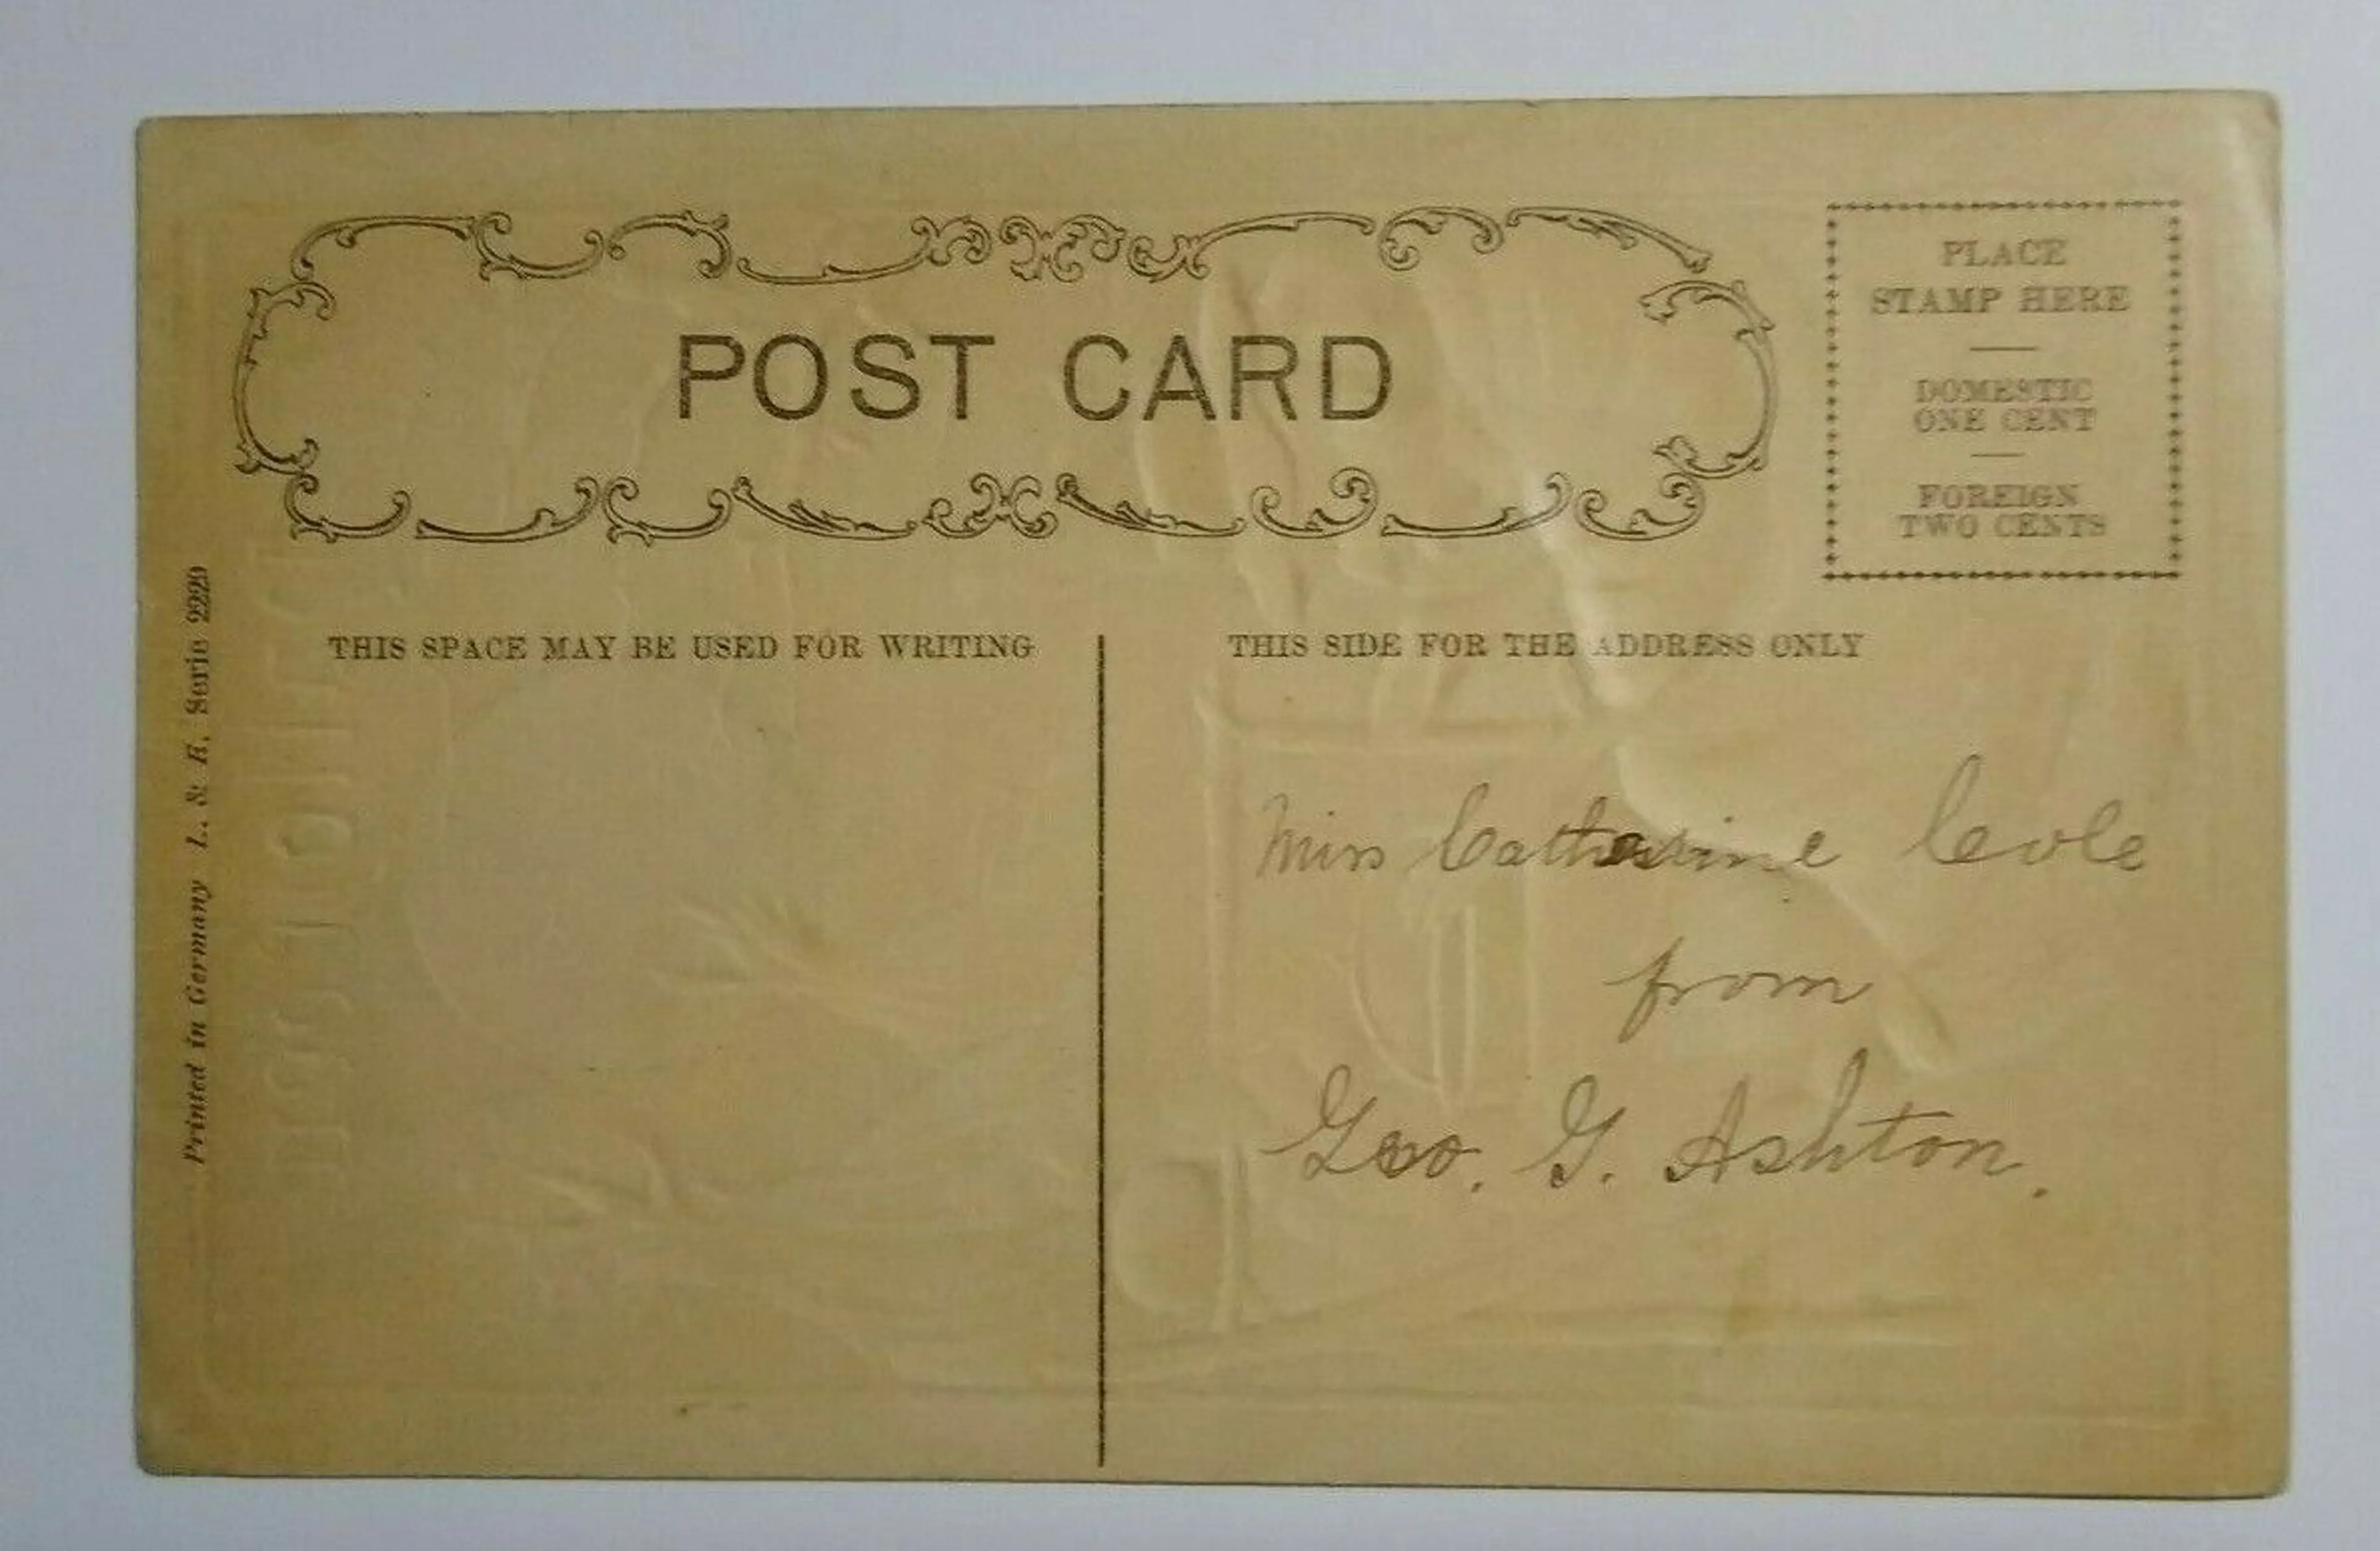 POST CARD
PLACE
STAMP HERE
DOMESTIC
ONE CENT
FOREIGN
TWO CENTS
THIS SPACE MAY BE USED FOR WRITING
THIS SIDE FOR THE ADDRESS ONLY
Printed in Germany L. & R. Serie 2229
Miss Catharine Cole
from
Geo. G. Ashton.